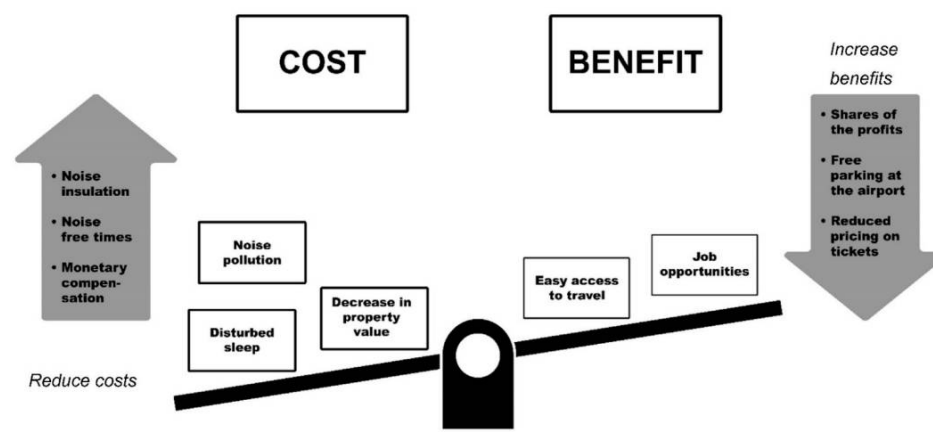 COST
BENEFIT
Increase
benefits
• Shares of
the profits
• Free
parking at
the airport
• Reduced
pricing on
tickets
• Noise
insulation
• Noise
free times
• Monetary
compen-
sation
Reduce costs
Noise
pollution
Disturbed
sleep
Decrease in
property
value
Easy access
to travel
Job
opportunities